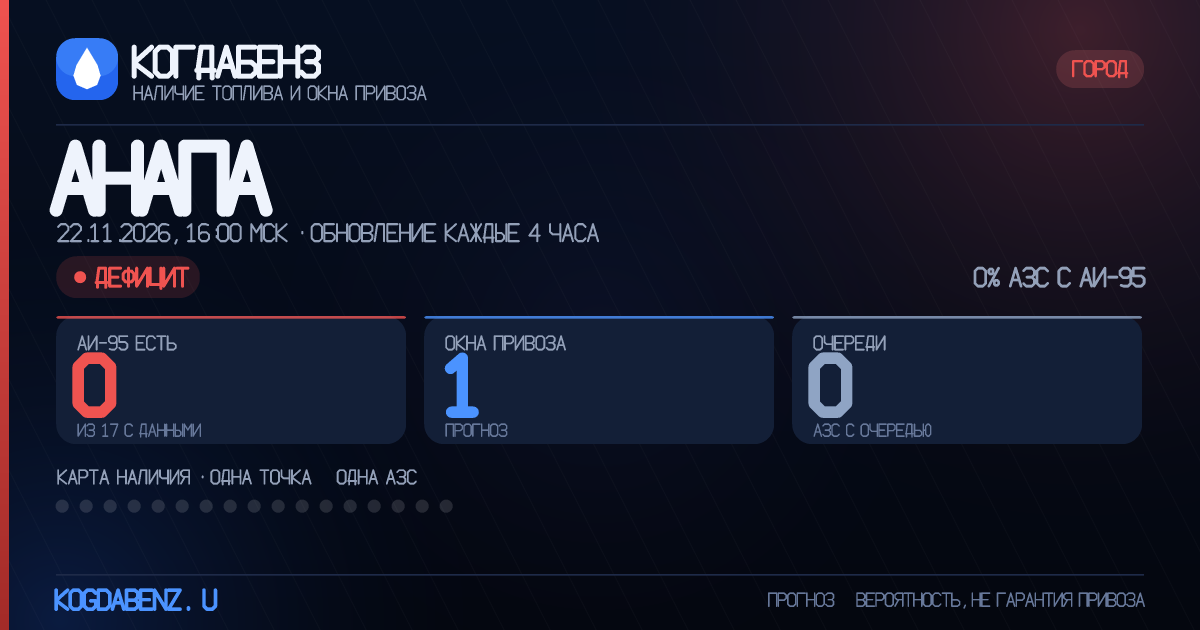 КОГДАБЕНЗ
НАЛИЧИЕ ТОПЛИВА И ОКНА ПРИВОЗА
ГОРОД
АНАПА
22.11.2026, 16:00 МСК · ОБНОВЛЕНИЕ КАЖДЫЕ 4 ЧАСА
ДЕФИЦИТ
0% АЗС С АИ-95
АИ-95 ЕСТЬ
0
ИЗ 17 С ДАННЫМИ
ОКНА ПРИВОЗА
1
ПРОГНОЗ
ОЧЕРЕДИ
0
АЗС С ОЧЕРЕДЬЮ
КАРТА НАЛИЧИЯ · ОДНА ТОЧКА ОДНА АЗС
KOGDABENZ. U
ПРОГНОЗ ВЕРОЯТНОСТЬ, НЕ ГАРАНТИЯ ПРИВОЗА